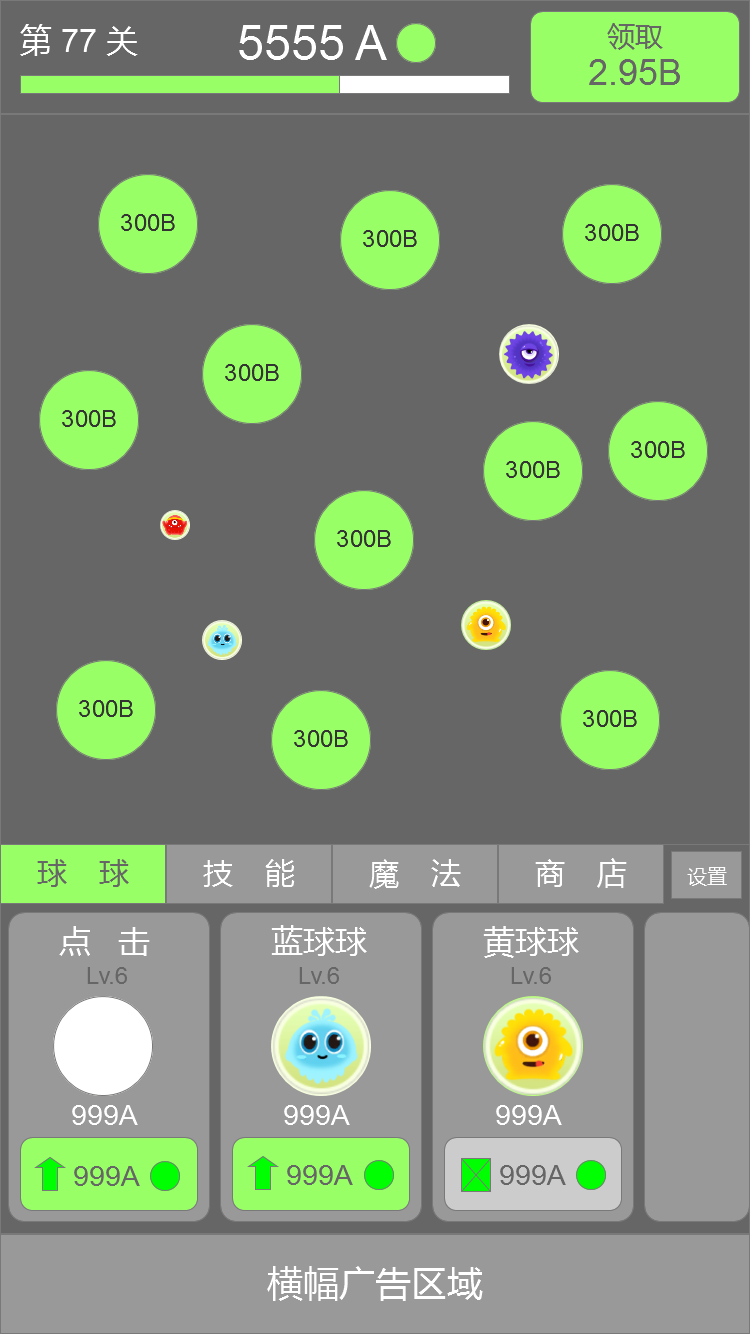 第 77 关
5555 A
领取
2.95B
300B
300B
300B
300B
300B
300B
300B
300B
300B
300B
300B
球 球
技 能
魔 法
商 店
设置
点 击
Lv.6
999A
999A
蓝球球
Lv.6
999A
999A
黄球球
Lv.6
999A
999A
横幅广告区域